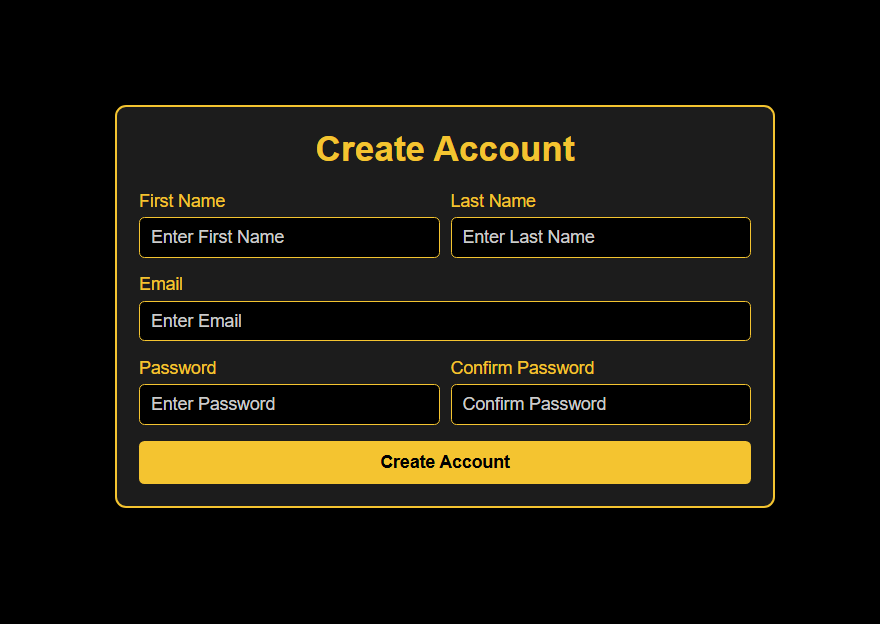 Create Account
First Name Last Name
Enter First Name Enter Last Name
Email
Enter Email
Password Confirm Password
Enter Password Confirm Password
Create Account